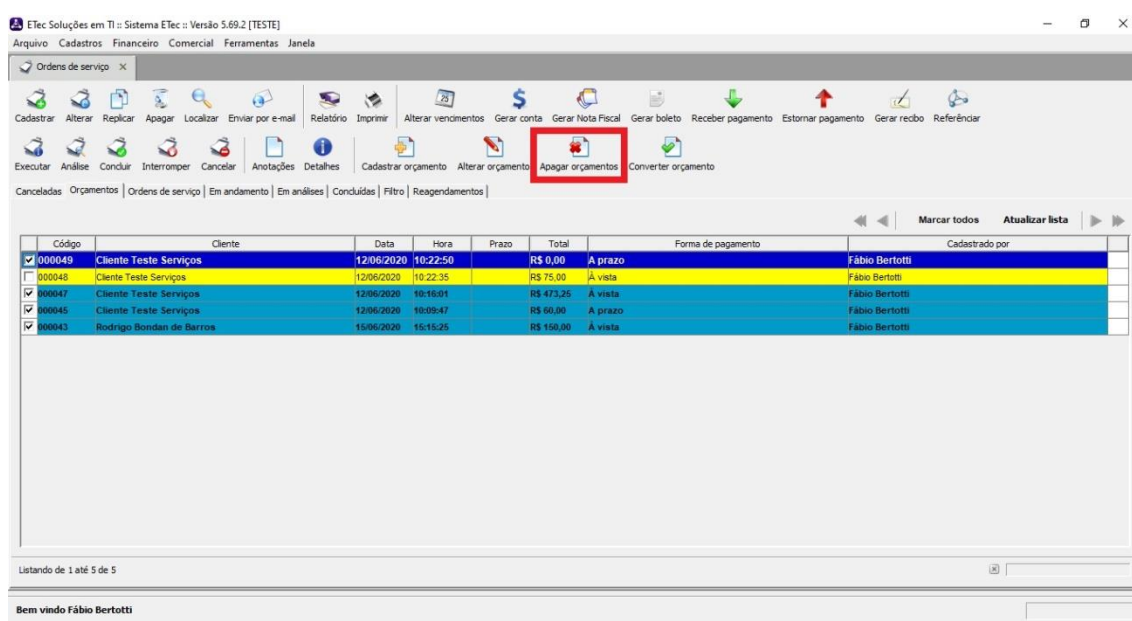 ETec Soluções em TI :: Sistema ETec :: Versão 5.69.2 [TESTE]
Arquivo Cadastros Financeiro Comercial Ferramentas Janela
Ordens de serviço
Cadastrar Alterar Replicar Apagar Localizar Enviar por e-mail Relatório Imprimir Alterar vencimentos Gerar conta Gerar Nota Fiscal Gerar boleto Receber pagamento Estornar pagamento Gerar recibo Referênciar
Executar Análise Concluir Interromper Cancelar Anotações Detalhes Cadastrar orçamento Alterar orçamento Apagar orçamentos Converter orçamento
Canceladas Orçamentos Ordens de serviço Em andamento Em análises Concluídas Filtro Reagendamentos
Marcar todos Atualizar lista
Código Cliente Data Hora Prazo Total Forma de pagamento Cadastrado por
000049 Cliente Teste Serviços 12/06/2020 10:22:50 R$ 0,00 A prazo Fábio Bertotti
000048 Cliente Teste Serviços 12/06/2020 10:22:35 R$ 75,00 À vista Fábio Bertotti
000047 Cliente Teste Serviços 12/06/2020 10:16:01 R$ 473,25 À vista Fábio Bertotti
000045 Cliente Teste Serviços 12/06/2020 10:09:47 R$ 60,00 A prazo Fábio Bertotti
000043 Rodrigo Bondan de Barros 15/06/2020 15:15:25 R$ 150,00 À vista Fábio Bertotti
Listando de 1 até 5 de 5
Bem vindo Fábio Bertotti